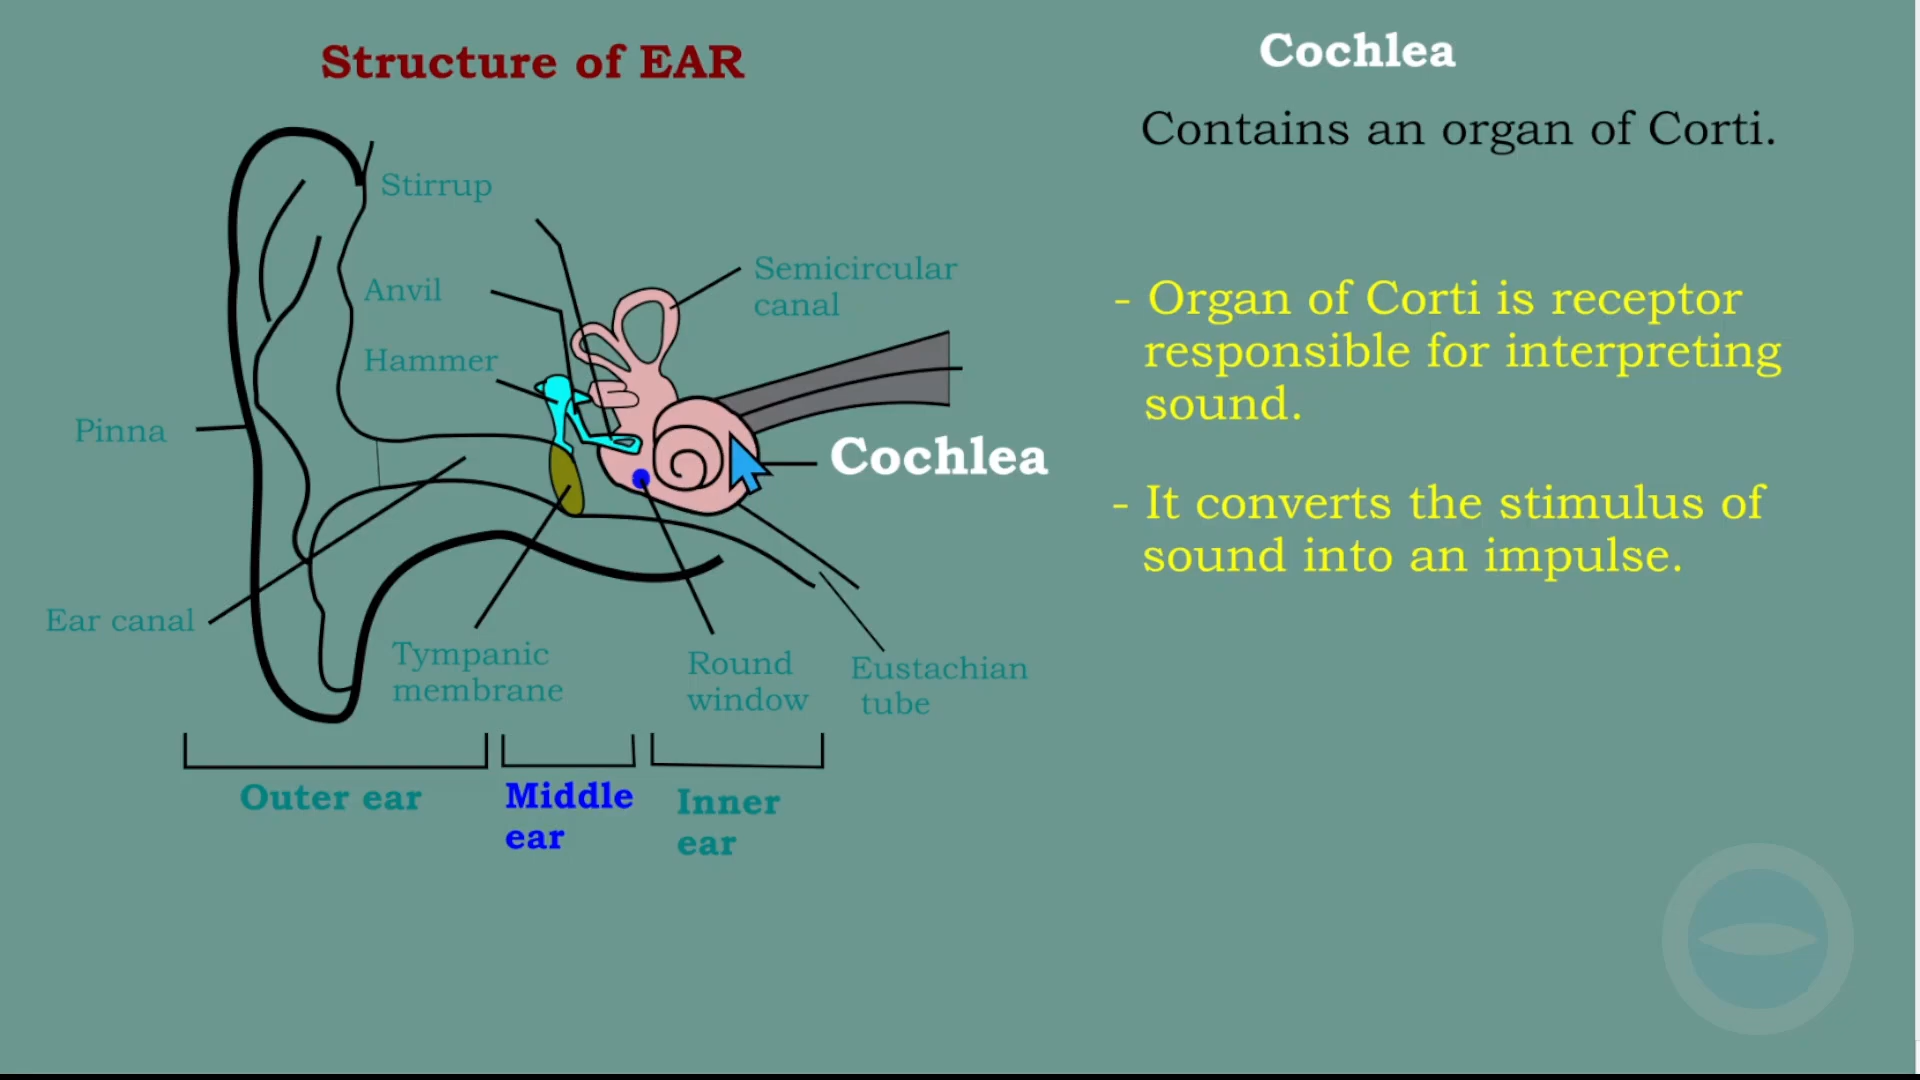 Structure of EAR
Stirrup
Anvil
Hammer
Semicircular
canal
Pinna
Cochlea
Ear canal
Tympanic
membrane
Round
window
Eustachian
tube
Outer ear
Middle
ear
Inner
ear
Cochlea
Contains an organ of Corti.
- Organ of Corti is receptor
responsible for interpreting
sound.
- It converts the stimulus of
sound into an impulse.